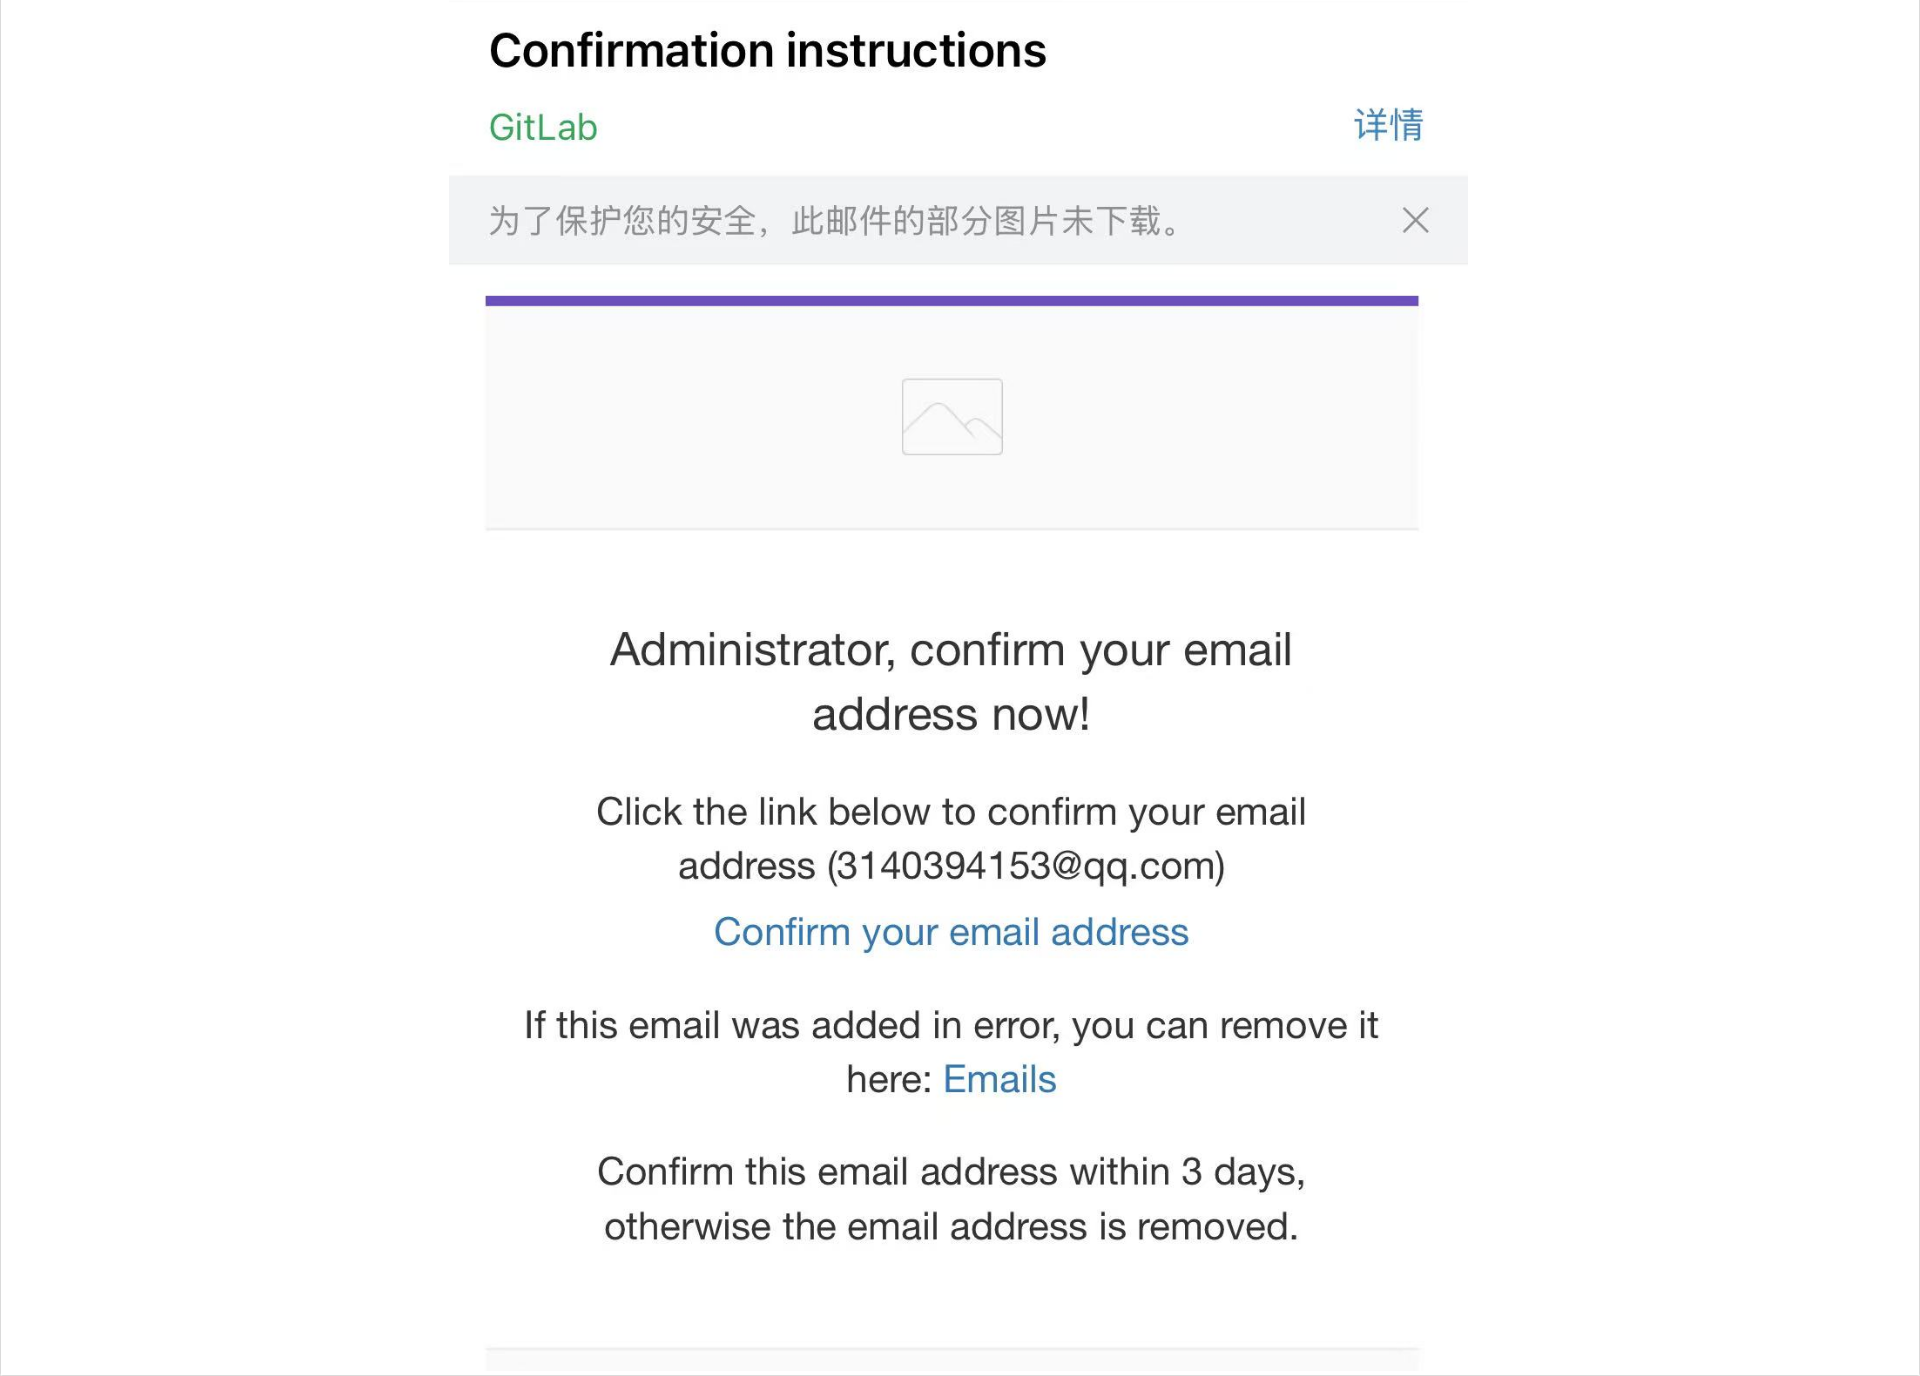 Confirmation instructions
GitLab
详情
为了保护您的安全，此邮件的部分图片未下载。
Administrator, confirm your email
address now!
Click the link below to confirm your email
address (3140394153@qq.com)
Confirm your email address
If this email was added in error, you can remove it
here: Emails
Confirm this email address within 3 days,
otherwise the email address is removed.